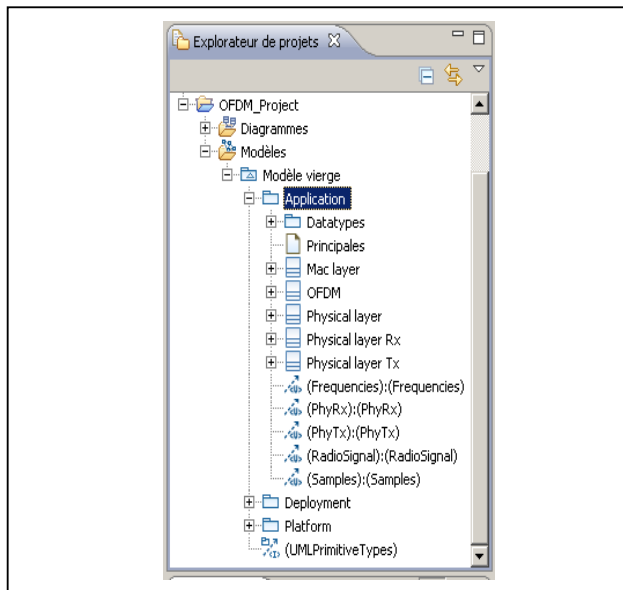 Explorateur de projets
OFDM_Project
Diagrammes
Modèles
Modèle vierge
Application
Datatypes
Principales
Mac layer
OFDM
Physical layer
Physical layer Rx
Physical layer Tx
(Frequencies):(Frequencies)
(PhyRx):(PhyRx)
(PhyTx):(PhyTx)
(RadioSignal):(RadioSignal)
(Samples):(Samples)
Deployment
Platform
(UMLPrimitiveTypes)